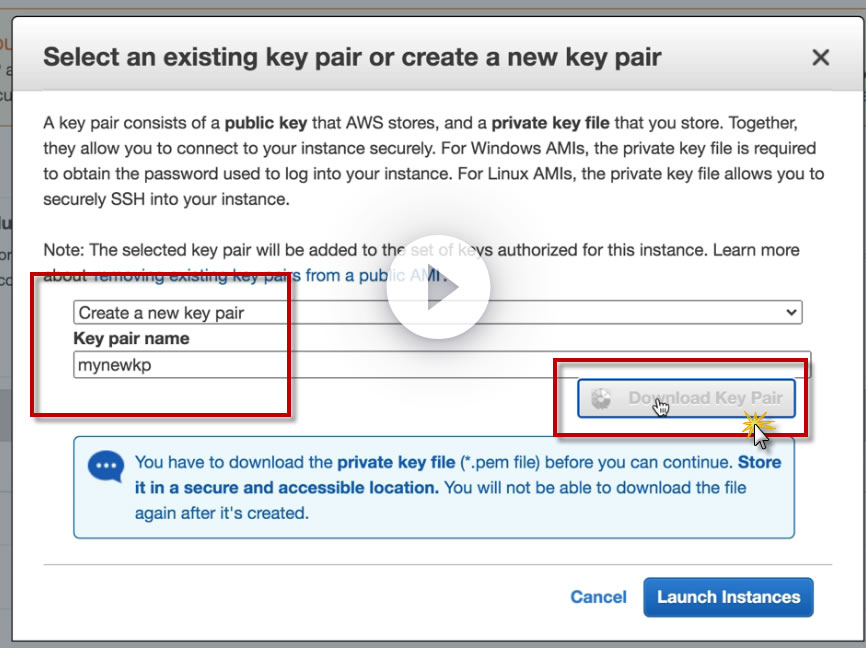 Select an existing key pair or create a new key pair
A key pair consists of a public key that AWS stores, and a private key file that you store. Together,
they allow you to connect to your instance securely. For Windows AMIs, the private key file is required
to obtain the password used to log into your instance. For Linux AMIs, the private key file allows you to
securely SSH into your instance.
Note: The selected key pair will be added to the set of keys authorized for this instance. Learn more
about removing existing key pairs from a public AMI.
Create a new key pair
Key pair name
mynewkp
Download Key Pair
You have to download the private key file (*.pem file) before you can continue. Store
it in a secure and accessible location. You will not be able to download the file
again after it's created.
Cancel Launch Instances